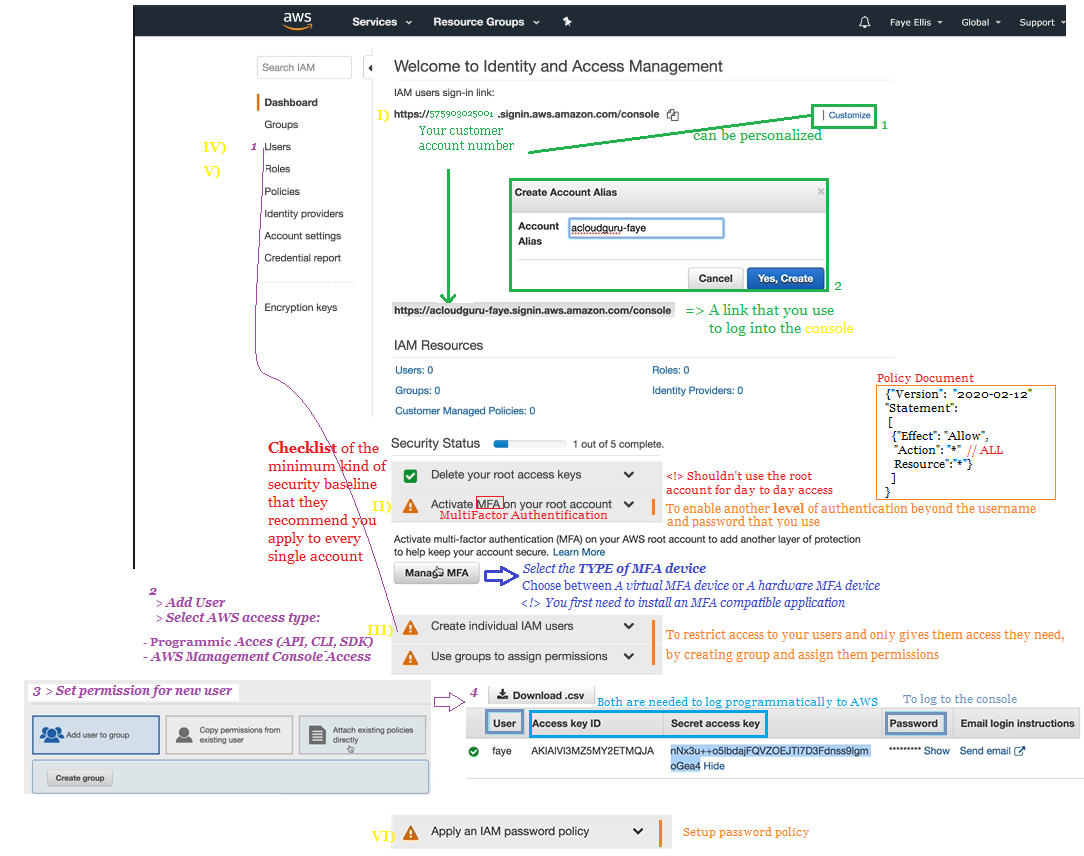 aws
Services
Resource Groups
Faye Ellis
Global
Support
Search IAM
Dashboard
Groups
IV)
1
Users
V)
Roles
Policies
Identity providers
Account settings
Credential report
Encryption keys
Welcome to Identity and Access Management
IAM users sign-in link:
I)
https://575903025001 .signin.aws.amazon.com/console
Customize
1
Your customer
account number
can be personalized
Create Account Alias
×
Account
Alias
acloudguru-faye
Cancel
Yes, Create
2
https://acloudguru-faye.signin.aws.amazon.com/console
=> A link that you use
to log into the console
IAM Resources
Users: 0
Roles: 0
Groups: 0
Identity Providers: 0
Customer Managed Policies: 0
Policy Document
{"Version": "2020-02-12"
"Statement":
[
{"Effect": "Allow",
"Action": "*" // ALL
Resource":"*"}
]
}
Security Status
1 out of 5 complete.
Checklist of the
minimum kind of
security baseline
that they
recommend you
apply to every
single account
Delete your root access keys
<!> Shouldn't use the root
account for day to day access
II)
Activate MFA on your root account
MultiFactor Authentification
To enable another level of authentication beyond the username
and password that you use
Activate multi-factor authentication (MFA) on your AWS root account to add another layer of protection
to help keep your account secure. Learn More
Manage MFA
Select the TYPE of MFA device
Choose between A virtual MFA device or A hardware MFA device
<!> You first need to install an MFA compatible application
2
> Add User
> Select AWS access type:
- Programmic Acces (API, CLI, SDK)
- AWS Management Console Access
III)
Create individual IAM users
Use groups to assign permissions
To restrict access to your users and only gives them access they need,
by creating group and assign them permissions
3 > Set permission for new user
Add user to group
Copy permissions from
existing user
Attach existing policies
directly
Create group
4
Download .csv
Both are needed to log programmatically to AWS
To log to the console
User
Access key ID
Secret access key
Password
Email login instructions
faye
AKIAIVI3MZ5MY2ETMQJA
********* Show
Send email
Hide
VI)
Apply an IAM password policy
Setup password policy